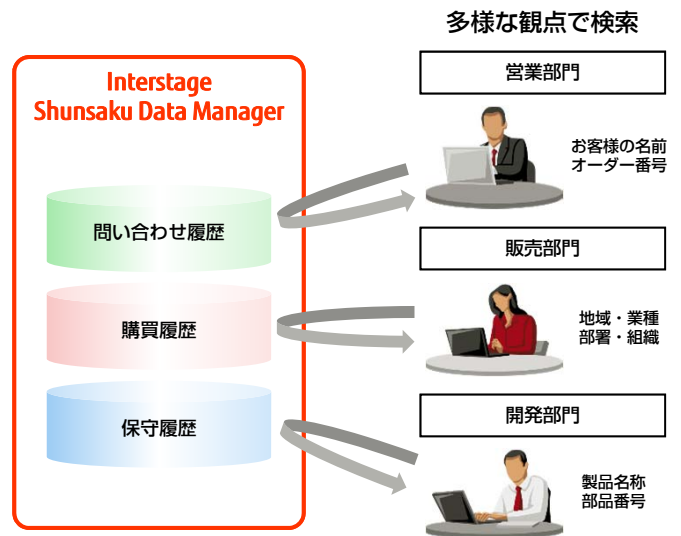 多様な観点で検索
Interstage
Shunsaku Data Manager
問い合わせ履歴
購買履歴
保守履歴
営業部門
お客様の名前
オーダー番号
販売部門
地域・業種
部署・組織
開発部門
製品名称
部品番号